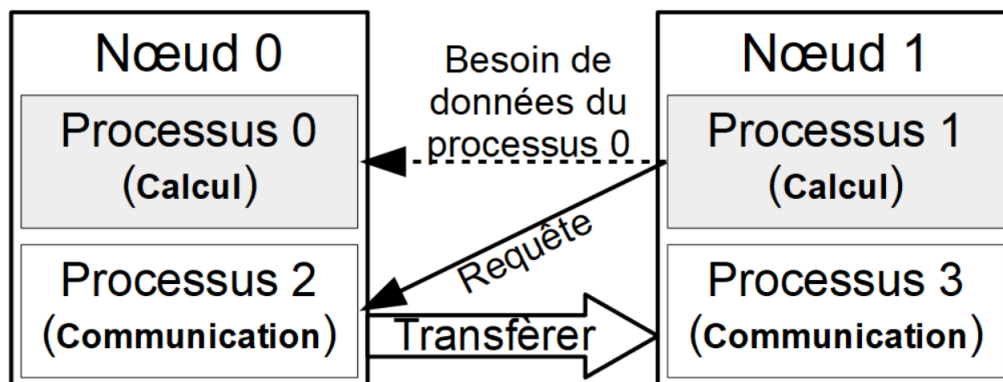 Nœud 0
Processus 0
(Calcul)
Processus 2
(Communication)
Besoin de
données du
processus 0
Requête
Transfèrer
Nœud 1
Processus 1
(Calcul)
Processus 3
(Communication)